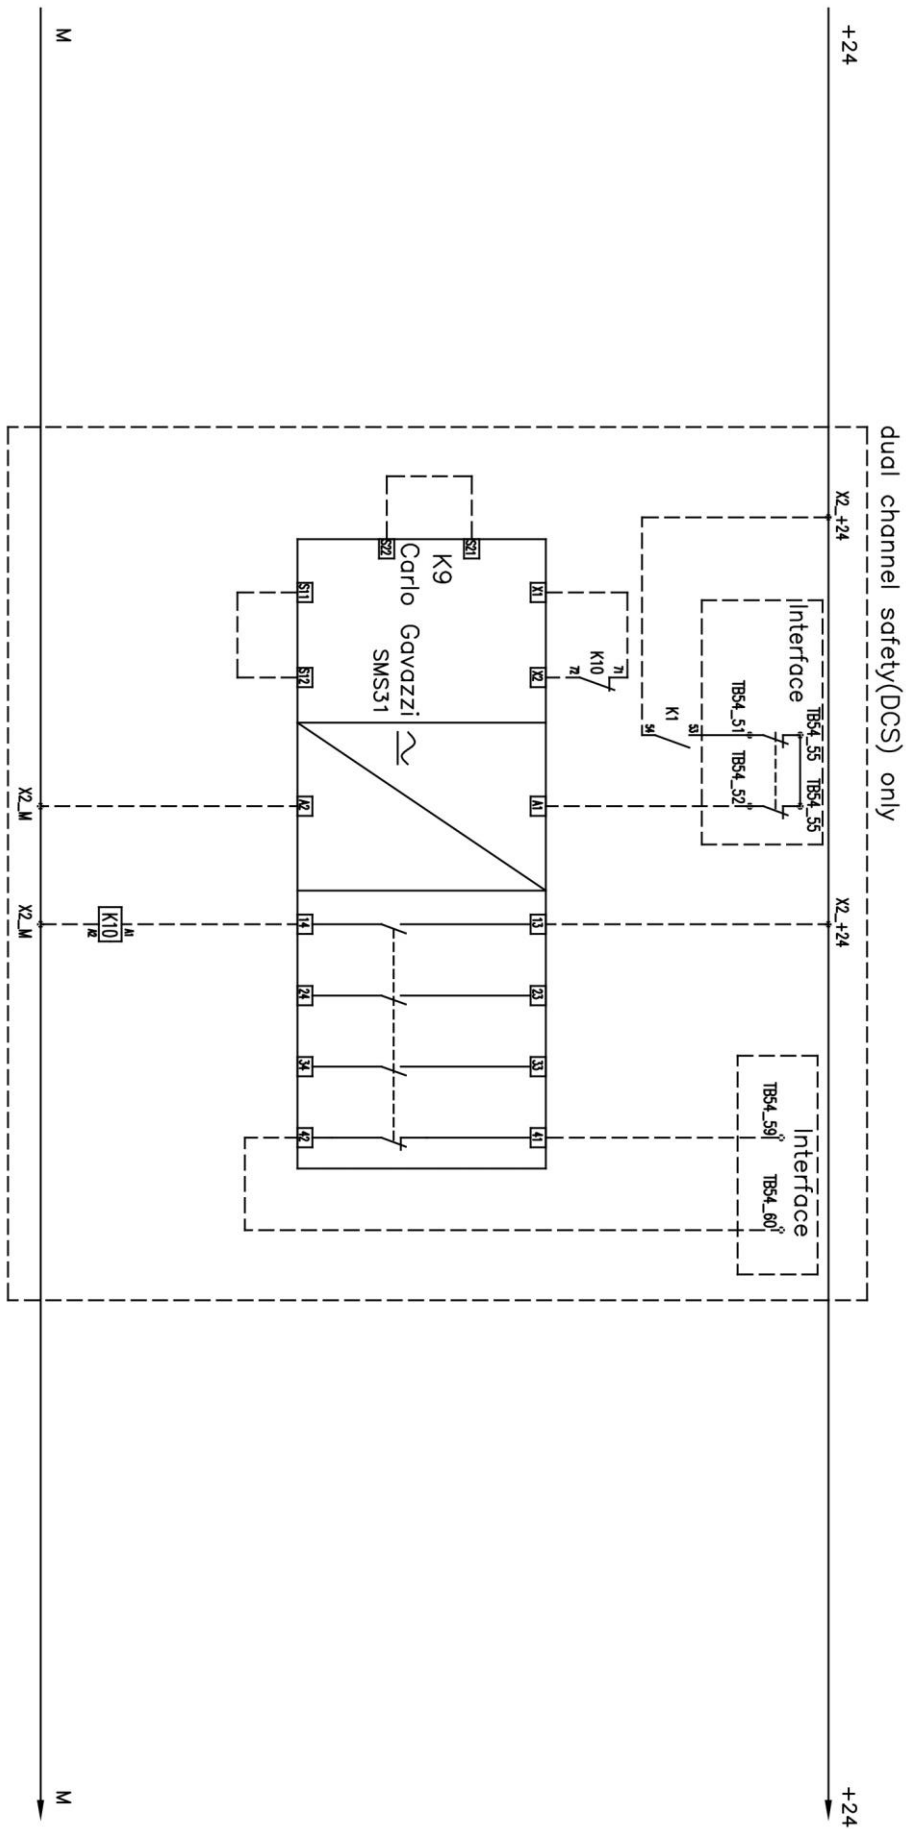 +24
+24
dual channel safety(DCS) only
X2_+24
X2_+24
Interface
TB54_55
TB54_55
TB54_51
TB54_52
Interface
TB54_59
TB54_60
K1
53
54
K10
71
72
X1
X2
A1
13
23
33
41
S21
S22
K9
Carlo Gavazzi
SMS31
S11
S12
A2
14
24
34
42
K10
A1
A2
X2_M
X2_M
M
M